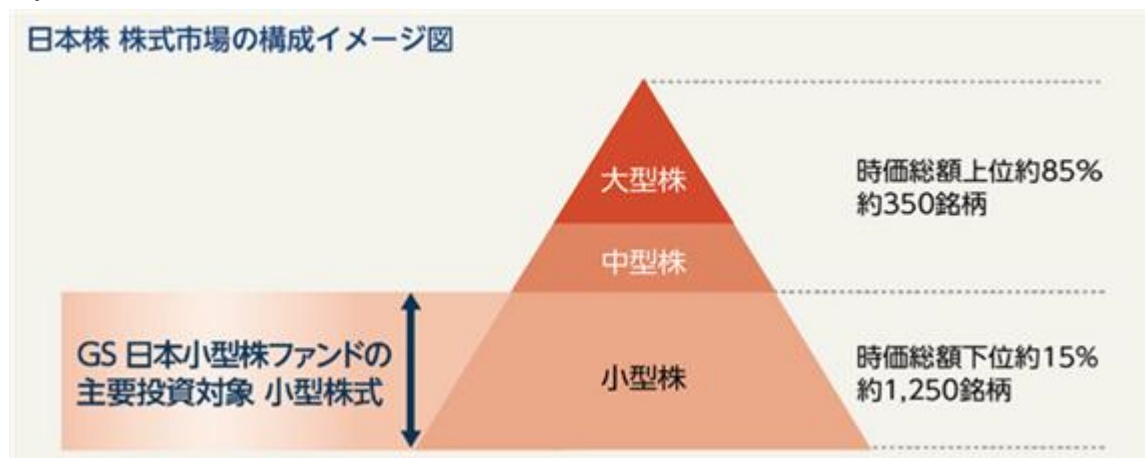 日本株 株式市場の構成イメージ図
大型株
時価総額上位約85%
約350銘柄
中型株
GS 日本小型株ファンドの
主要投資対象 小型株式
小型株
時価総額下位約15%
約1,250銘柄